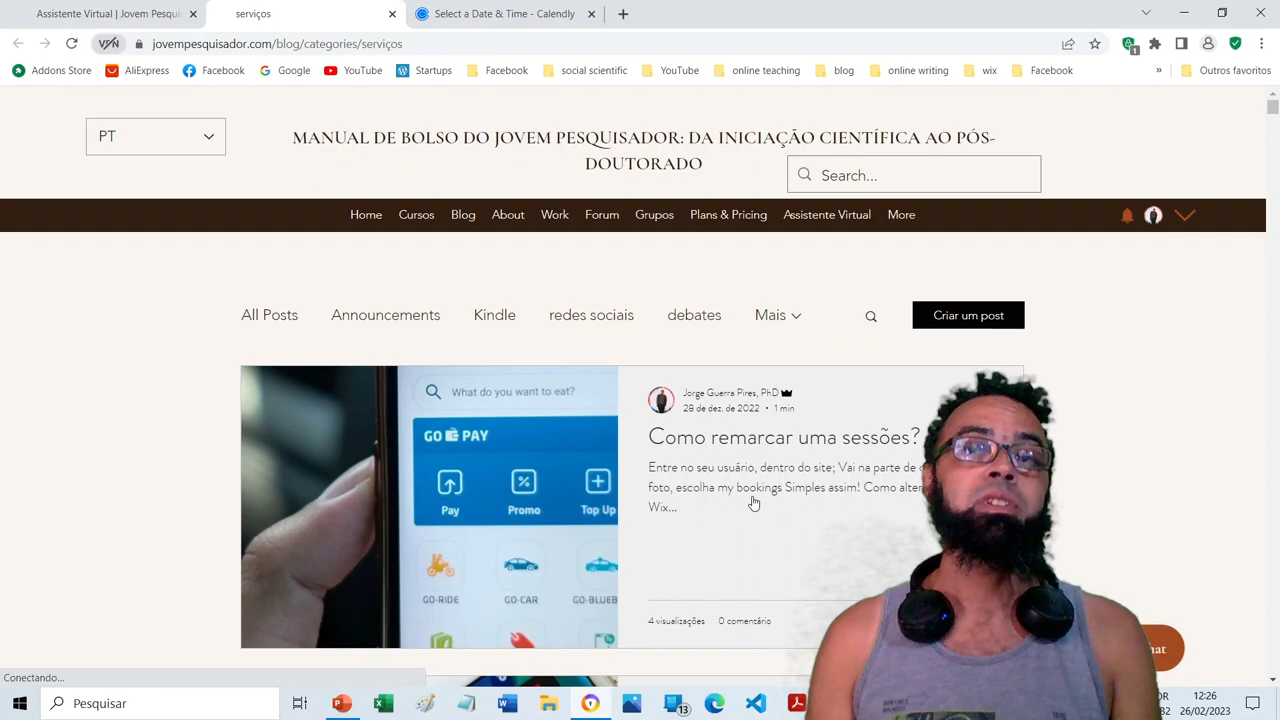 Assistente Virtual | Jovem Pesqui
serviços
Select a Date & Time - Calendly
VPN
jovempesquisador.com/blog/categories/serviços
1
Addons Store
AliExpress
Facebook
Google
YouTube
Startups
Facebook
social scientific
YouTube
online teaching
blog
online writing
wix
Facebook
»
Outros favoritos
PT
MANUAL DE BOLSO DO JOVEM PESQUISADOR: DA INICIAÇÃO CIENTÍFICA AO PÓS-
DOUTORADO
Search...
Home
Cursos
Blog
About
Work
Forum
Grupos
Plans & Pricing
Assistente Virtual
More
All Posts
Announcements
Kindle
redes sociais
debates
Mais
Criar um post
What do you want to eat?
GO PAY
Pay
Promo
Top Up
GO-RIDE
GO-CAR
GO-BLUEB
Jorge Guerra Pires, PhD
28 de dez. de 2022 • 1 min
Como remarcar uma sessões?
Entre no seu usuário, dentro do site; Vai na parte de
foto, escolha my bookings Simples assim! Como alter
Wix...
4 visualizações
0 comentário
hat
Conectando...
Pesquisar
13
12:26
26/02/2023